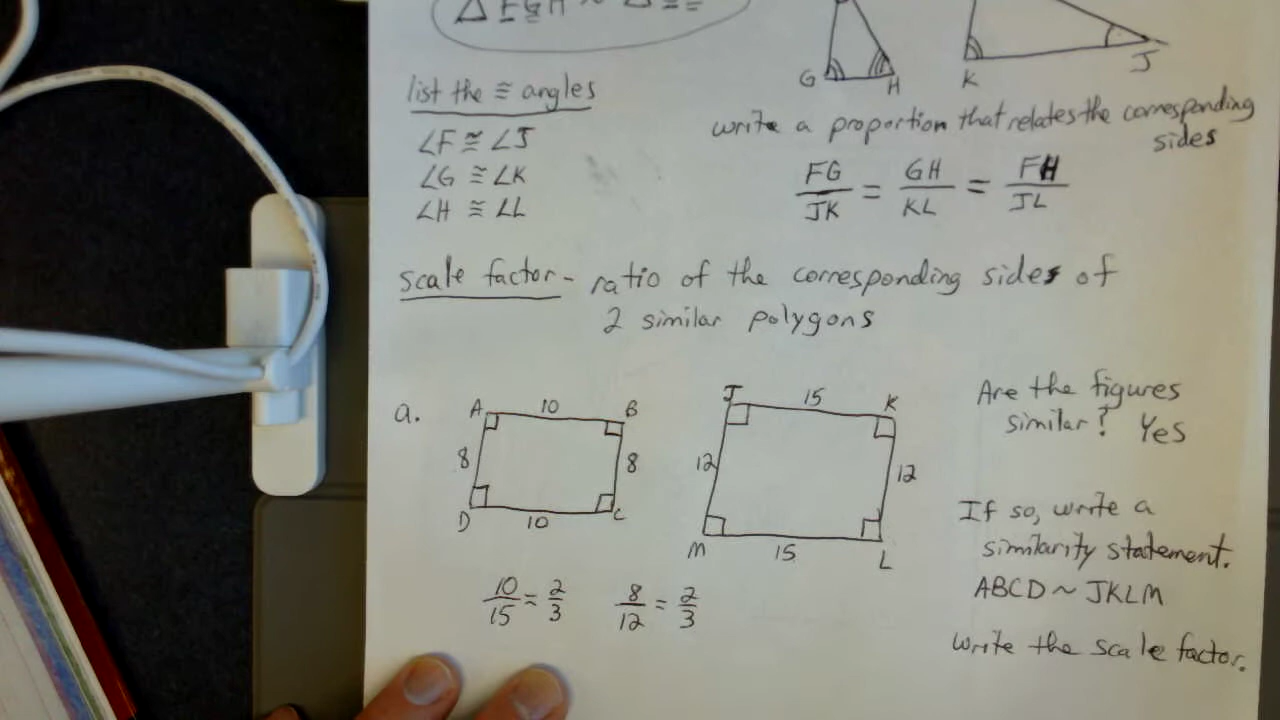 △FGH ~ △
G
H
K
J
list the ≅ angles
∠F ≅ ∠J
∠G ≅ ∠K
∠H ≅ ∠L
write a proportion that relates the corresponding
sides
FG/JK = GH/KL = FH/JL
scale factor - ratio of the corresponding sides of
2 similar polygons
a.
A 10 B
8 8
D 10 C
J 15 K
12 12
M 15 L
10/15 = 2/3 8/12 = 2/3
Are the figures
similar? Yes
If so, write a
similarity statement.
ABCD ~ JKLM
Write the scale factor.